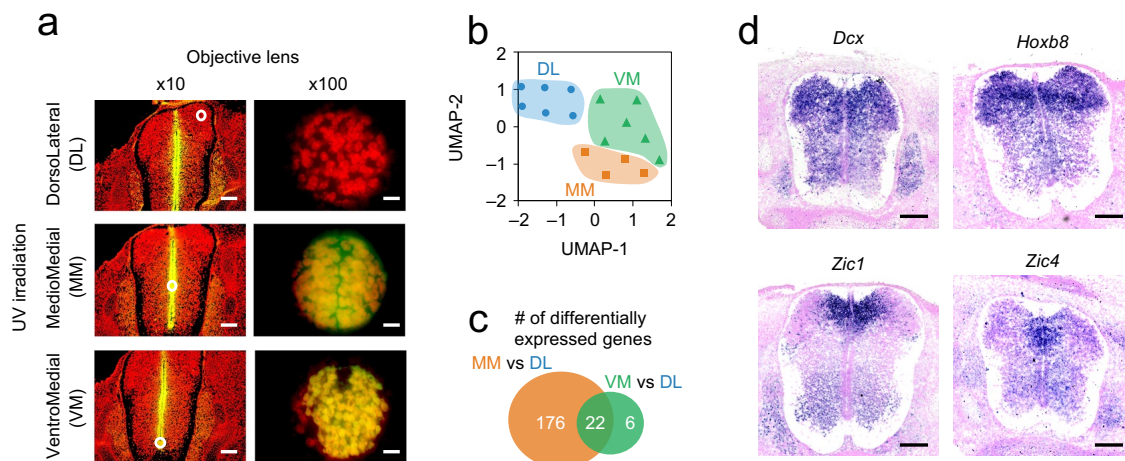 a
Objective lens
x10
x100
UV irradiation
DorsoLateral
(DL)
MedioMedial
(MM)
VentroMedial
(VM)
b
2
1
0
−1
−2
−2
−1
0
1
2
UMAP-2
UMAP-1
DL
VM
MM
c
# of differentially
expressed genes
MM vs DL
VM vs DL
176
22
6
d
Dcx
Hoxb8
Zic1
Zic4